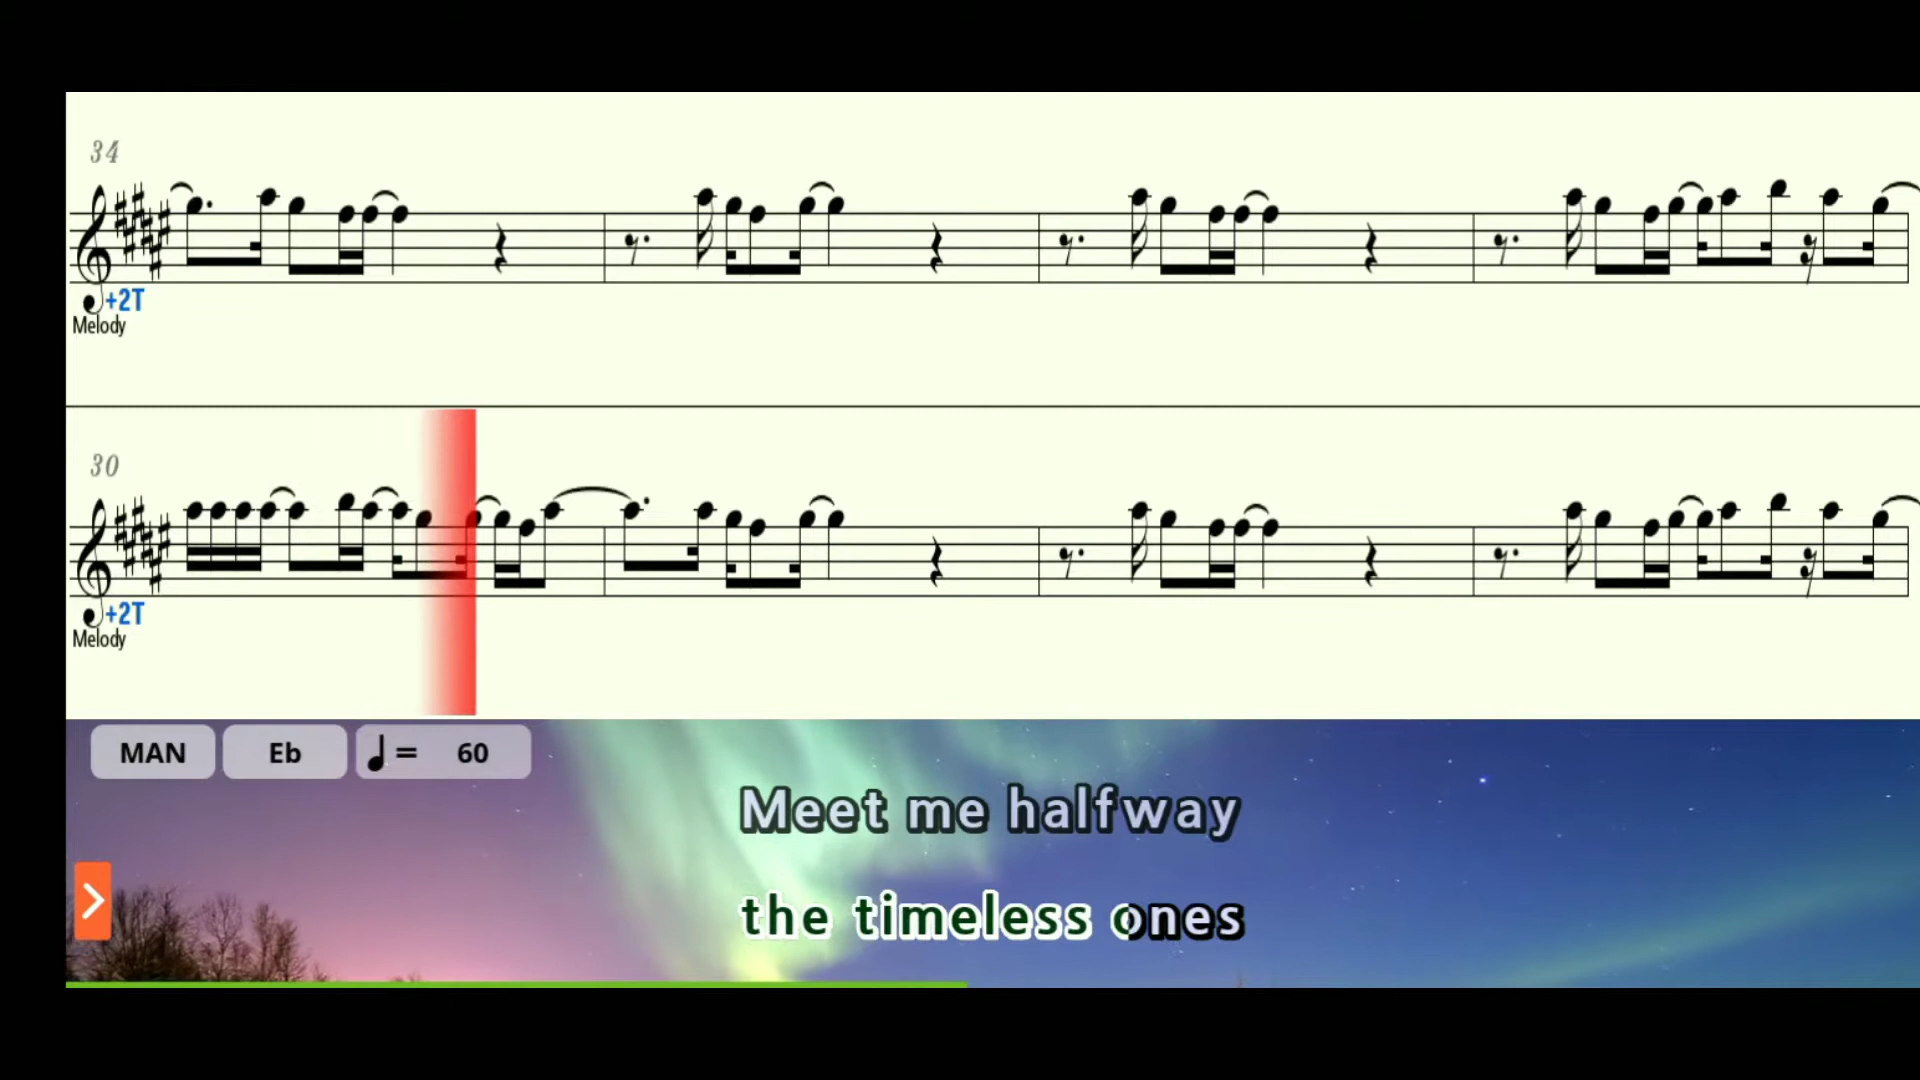 34
+2T
Melody
30
+2T
Melody
MAN Eb ♩= 60
Meet me halfway
the timeless ones